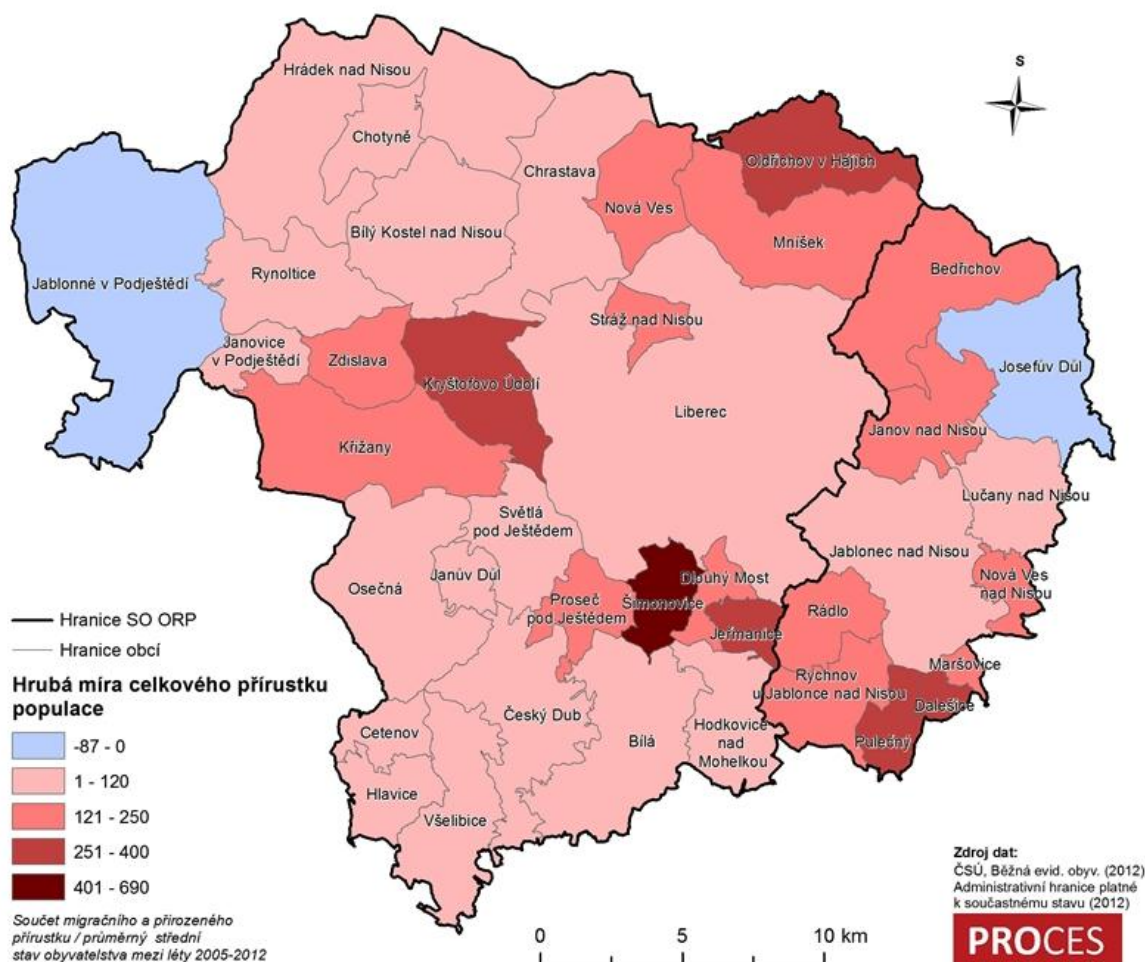 S
Hrádek nad Nisou
Chotyně
Chrastava
Oldřichov v Hájích
Nová Ves
Bílý Kostel nad Nisou
Mníšek
Bedřichov
Rynoltice
Jablonné v Podještědí
Stráž nad Nisou
Janovice
v Podještědí
Zdislava
Kryštofovo Údolí
Josefův Důl
Liberec
Křižany
Janov nad Nisou
Lučany nad Nisou
Světlá
pod Ještědem
Jablonec nad Nisou
Osečná
Janův Důl
Dlouhý Most
Nová Ves
nad Nisou
Proseč
pod Ještědem
Šimonovice
Rádlo
Jeřmanice
Maršovice
Rychnov
u Jablonce nad Nisou
Dalešice
Český Dub
Cetenov
Bílá
Hodkovice
nad
Mohelkou
Pulečný
Hlavice
Všelibice
Hranice SO ORP
Hranice obcí
Hrubá míra celkového přírustku
populace
-87 - 0
1 - 120
121 - 250
251 - 400
401 - 690
Součet migračního a přirozeného
přírustku / průměrný střední
stav obyvatelstva mezi léty 2005-2012
0 5 10 km
Zdroj dat:
ČSÚ, Běžná evid. obyv. (2012)
Administrativní hranice platné
k součastnému stavu (2012)
PROCES